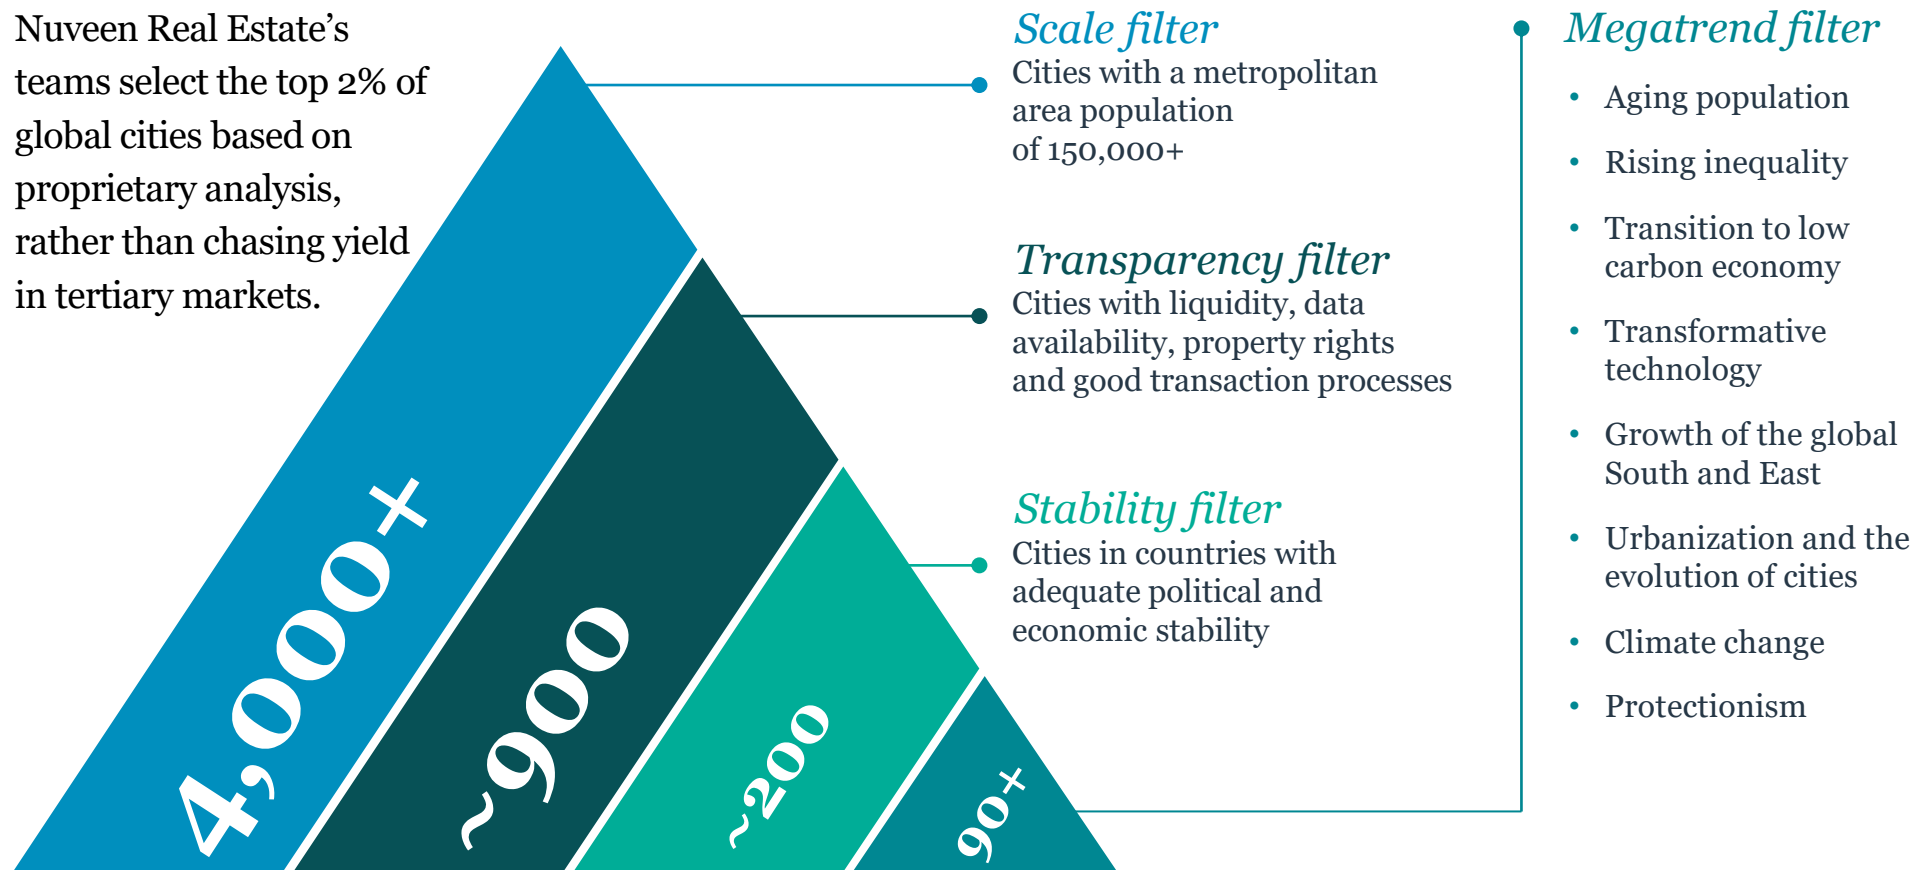 Nuveen Real Estate’s
teams select the top 2% of
global cities based on
proprietary analysis,
rather than chasing yield
in tertiary markets.
4,000+
~900
~200
90+
Scale filter
Cities with a metropolitan
area population
of 150,000+
Transparency filter
Cities with liquidity, data
availability, property rights
and good transaction processes
Stability filter
Cities in countries with
adequate political and
economic stability
Megatrend filter
• Aging population
• Rising inequality
• Transition to low
carbon economy
• Transformative
technology
• Growth of the global
South and East
• Urbanization and the
evolution of cities
• Climate change
• Protectionism